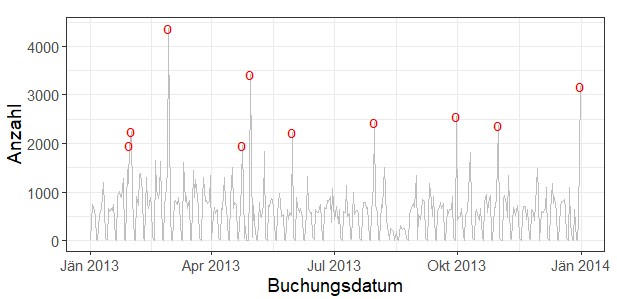 Anzahl
4000
3000
2000
1000
0
Jän 2013
Apr 2013
Jul 2013
Okt 2013
Jän 2014
Buchungsdatum